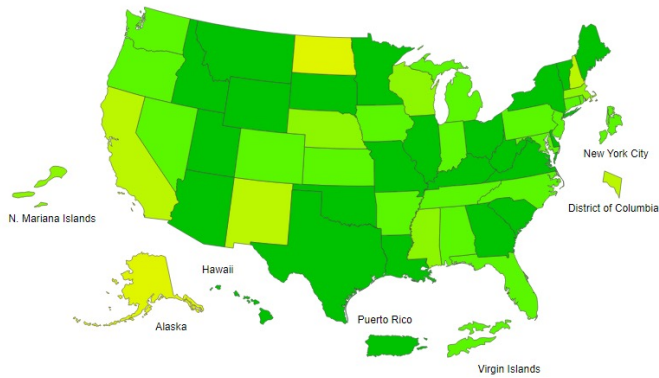 New York City
District of Columbia
N. Mariana Islands
Hawaii
Alaska
Puerto Rico
Virgin Islands